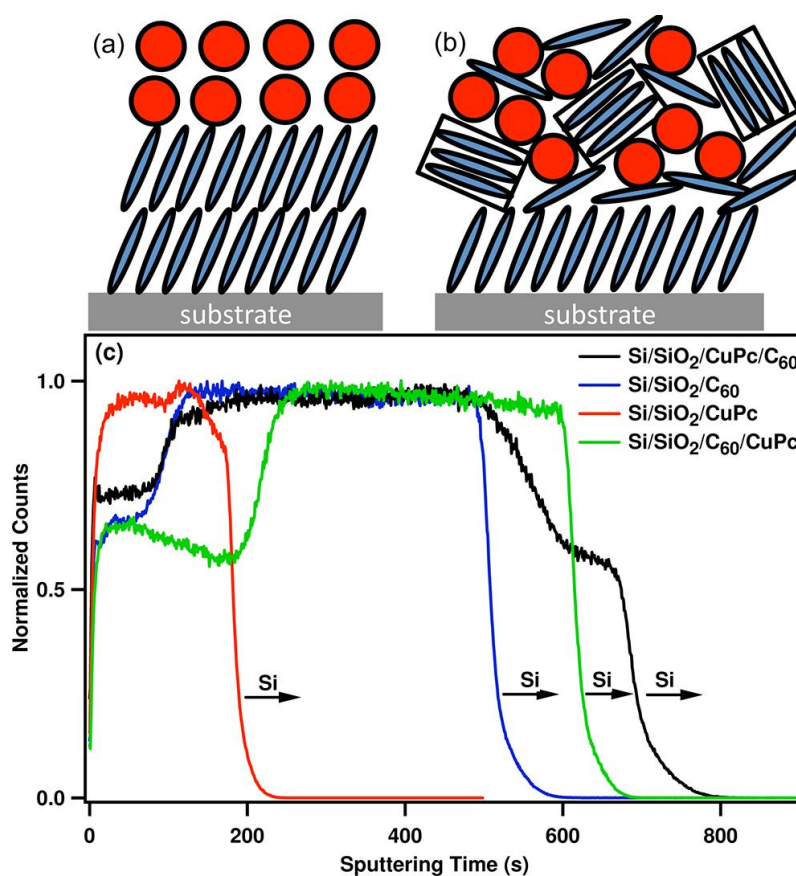 (a)
(b)
substrate
substrate
(c)
Si/SiO₂/CuPc/C₆₀
Si/SiO₂/C₆₀
Si/SiO₂/CuPc
Si/SiO₂/C₆₀/CuPc
1.0
0.5
0.0
Normalized Counts
Si
Si
Si
Si
0
200
400
600
800
Sputtering Time (s)